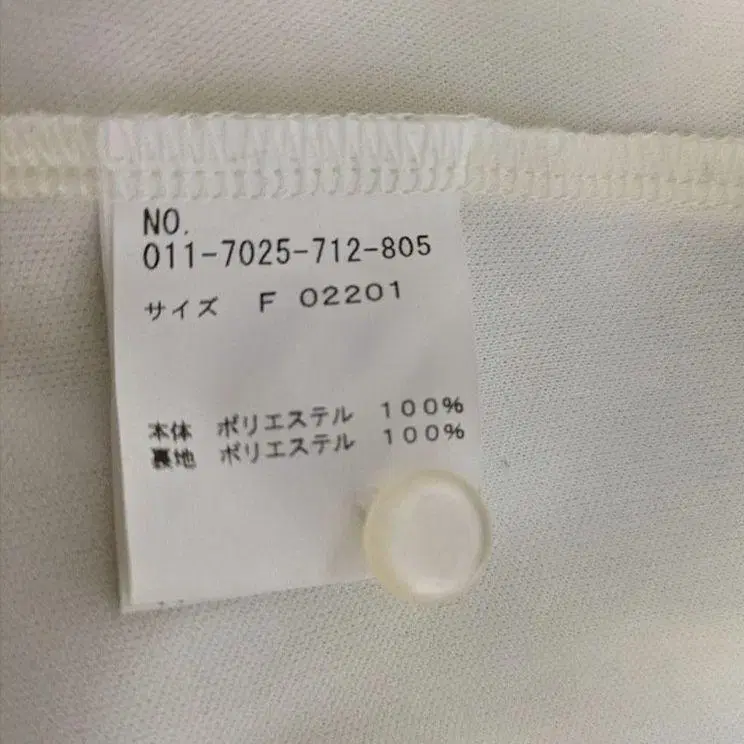 NO.
011-7025-712-805
サイズ F 02201
本体 ポリエステル 100%
裏地 ポリエステル 100%